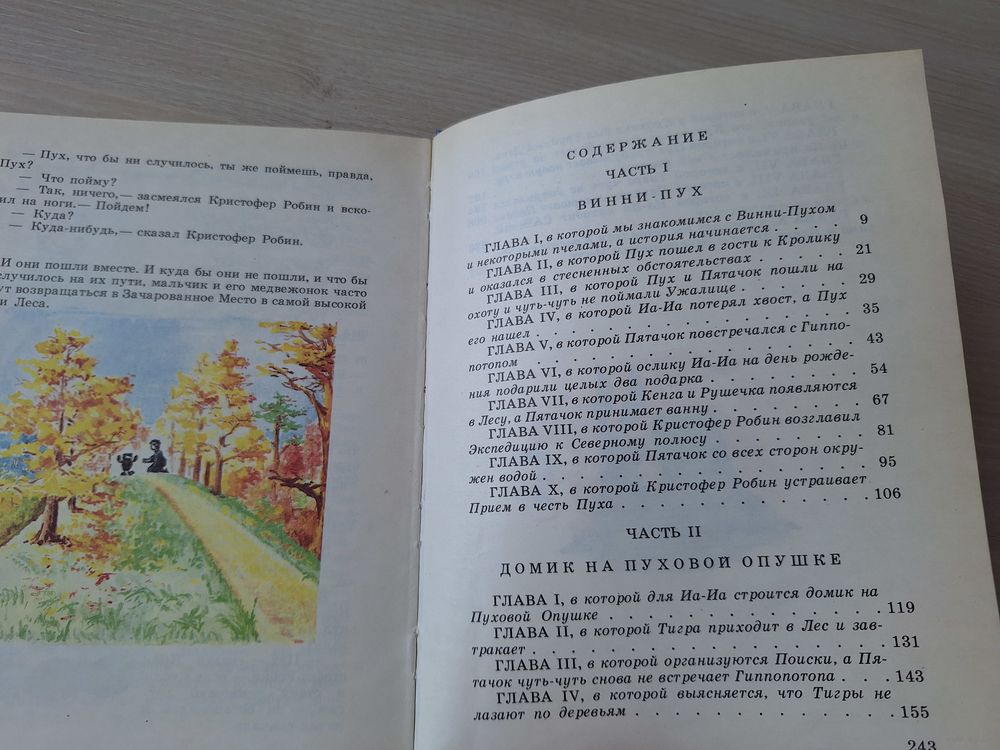 — Пух, что бы ни случилось, ты же поймешь, правда,
Пух?
— Что пойму?
— Так, ничего,— засмеялся Кристофер Робин и вско-
ил на ноги.— Пойдем!
— Куда?
— Куда-нибудь,— сказал Кристофер Робин.
И они пошли вместе. И куда бы они не пошли, и что бы
случилось на их пути, мальчик и его медвежонок часто
ут возвращаться в Зачарованное Место в самой высокой
и Леса.
СОДЕРЖАНИЕ
ЧАСТЬ I
ВИННИ-ПУХ
ГЛАВА I, в которой мы знакомимся с Винни-Пухом
и некоторыми пчелами, а история начинается . . . . 9
ГЛАВА II, в которой Пух пошел в гости к Кролику
и оказался в стесненных обстоятельствах . . . . . 21
ГЛАВА III, в которой Пух и Пятачок пошли на
охоту и чуть-чуть не поймали Ужалище . . . . . 29
ГЛАВА IV, в которой Иа-Иа потерял хвост, а Пух
его нашел . . . . . . . . . . . . . . . . 35
ГЛАВА V, в которой Пятачок повстречался с Гиппо-
потопом . . . . . . . . . . . . . . . . 43
ГЛАВА VI, в которой ослику Иа-Иа на день рожде-
ния подарили целых два подарка . . . . . . . . 54
ГЛАВА VII, в которой Кенга и Рушечка появляются
в Лесу, а Пятачок принимает ванну . . . . . . . 67
ГЛАВА VIII, в которой Кристофер Робин возглавил
Экспедицию к Северному полюсу . . . . . . . . 81
ГЛАВА IX, в которой Пятачок со всех сторон окру-
жен водой . . . . . . . . . . . . . . . . 95
ГЛАВА X, в которой Кристофер Робин устраивает
Прием в честь Пуха . . . . . . . . . . . . 106
ЧАСТЬ II
ДОМИК НА ПУХОВОЙ ОПУШКЕ
ГЛАВА I, в которой для Иа-Иа строится домик на
Пуховой Опушке . . . . . . . . . . . . . 119
ГЛАВА II, в которой Тигра приходит в Лес и зав-
тракает . . . . . . . . . . . . . . . . . 131
ГЛАВА III, в которой организуются Поиски, а Пя-
тачок чуть-чуть снова не встречает Гиппопотопа . . . 143
ГЛАВА IV, в которой выясняется, что Тигры не
лазают по деревьям . . . . . . . . . . . . 155
243